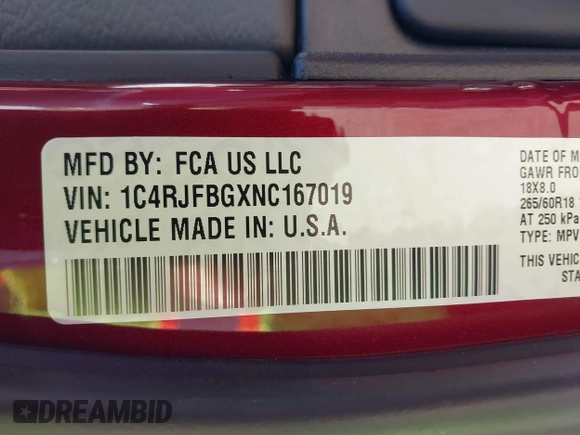 MFD BY: FCA US LLC
VIN: 1C4RJFBGXNC167019
VEHICLE MADE IN: U.S.A.
DATE OF M
GAWR FRO
18X8.0
265/60R18
AT 250 kPa
TYPE: MPV
THIS VEHIC
STA
DREAMBID